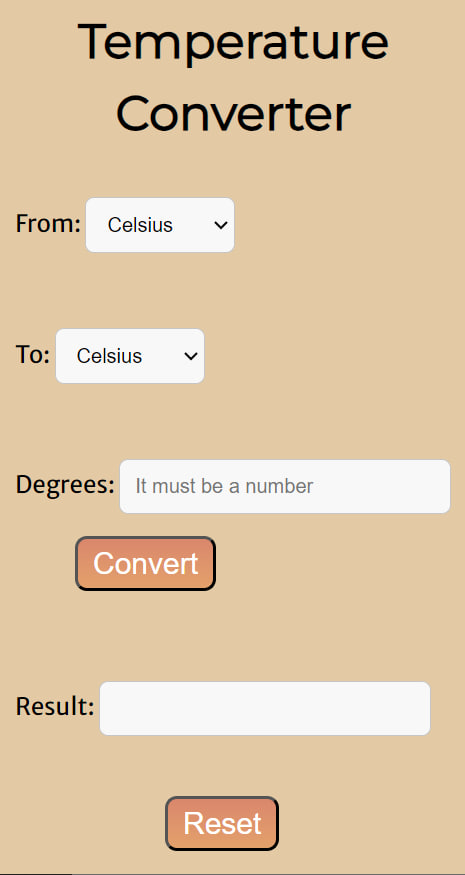 Temperature
Converter
From: Celsius
To: Celsius
Degrees: It must be a number
Convert
Result:
Reset